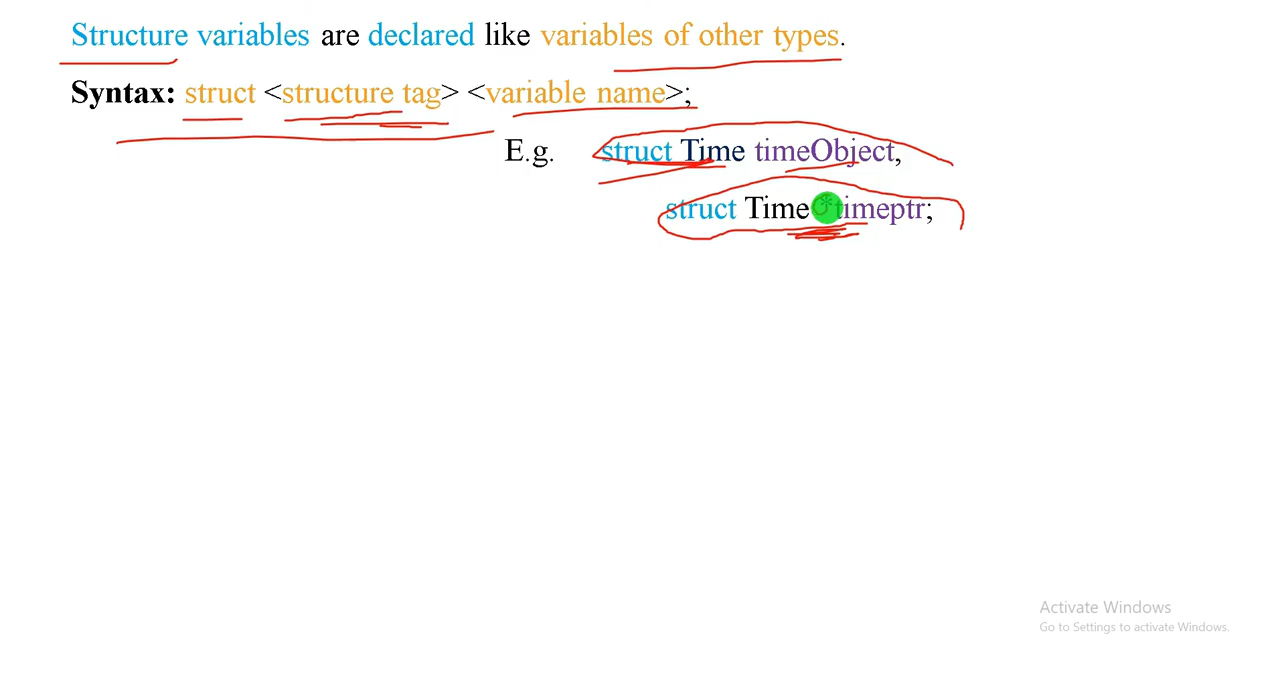 Structure variables are declared like variables of other types.
Syntax: struct <structure tag> <variable name>;
E.g. struct Time timeObject,
struct Time *timeptr;
Activate Windows
Go to Settings to activate Windows.